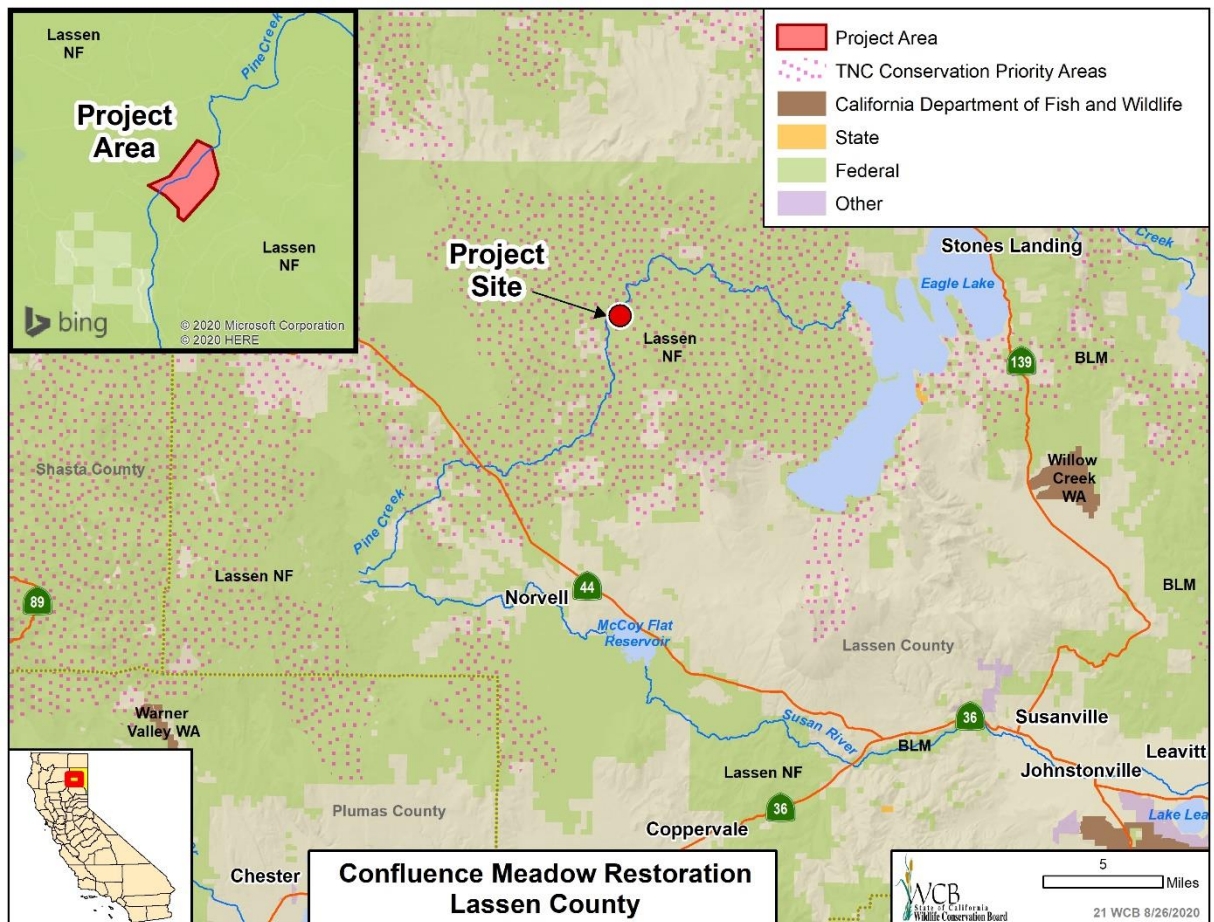 Lassen
NF
Pine Creek
Project
Area
Lassen
NF
bing
© 2020 Microsoft Corporation
© 2020 HERE
Project Area
TNC Conservation Priority Areas
California Department of Fish and Wildlife
State
Federal
Other
Creek
Stones Landing
Eagle Lake
Project
Site
Lassen
NF
BLM
139
Shasta County
Willow
Creek
WA
Pine Creek
Lassen NF
BLM
89
44
Norvell
McCoy Flat
Reservoir
Lassen County
Warner
Valley WA
Susan River
36
Susanville
BLM
Leavitt
Lassen NF
Johnstonville
36
Plumas County
Lake Lea
Coppervale
Chester
Confluence Meadow Restoration
Lassen County
WCB
State of California
Wildlife Conservation Board
5
Miles
21 WCB 8/26/2020